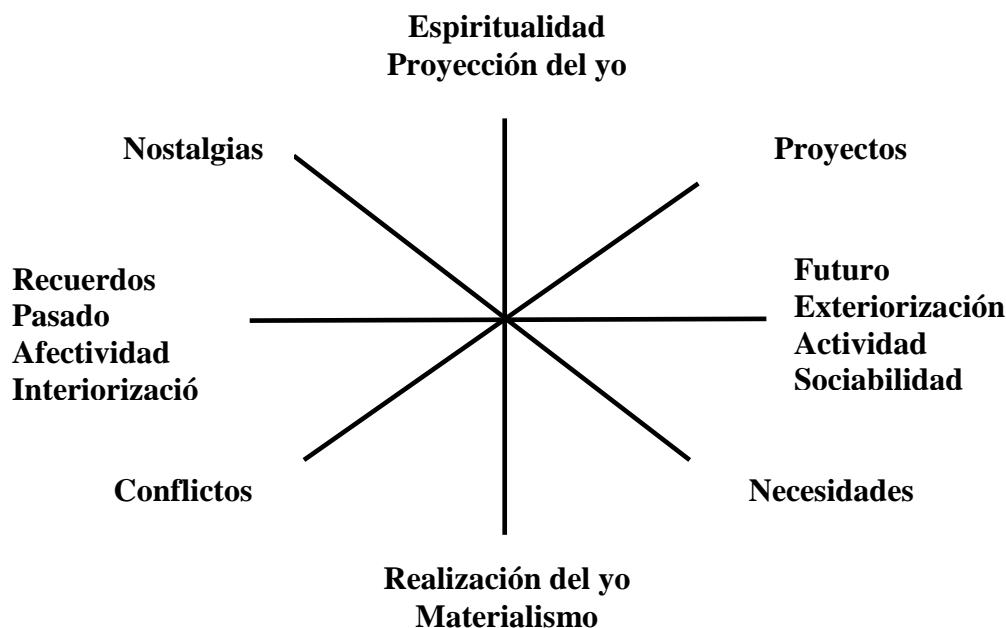 Espiritualidad
Proyección del yo
Nostalgias
Proyectos
Recuerdos
Pasado
Afectividad
Interiorizació
Futuro
Exteriorización
Actividad
Sociabilidad
Conflictos
Necesidades
Realización del yo
Materialismo